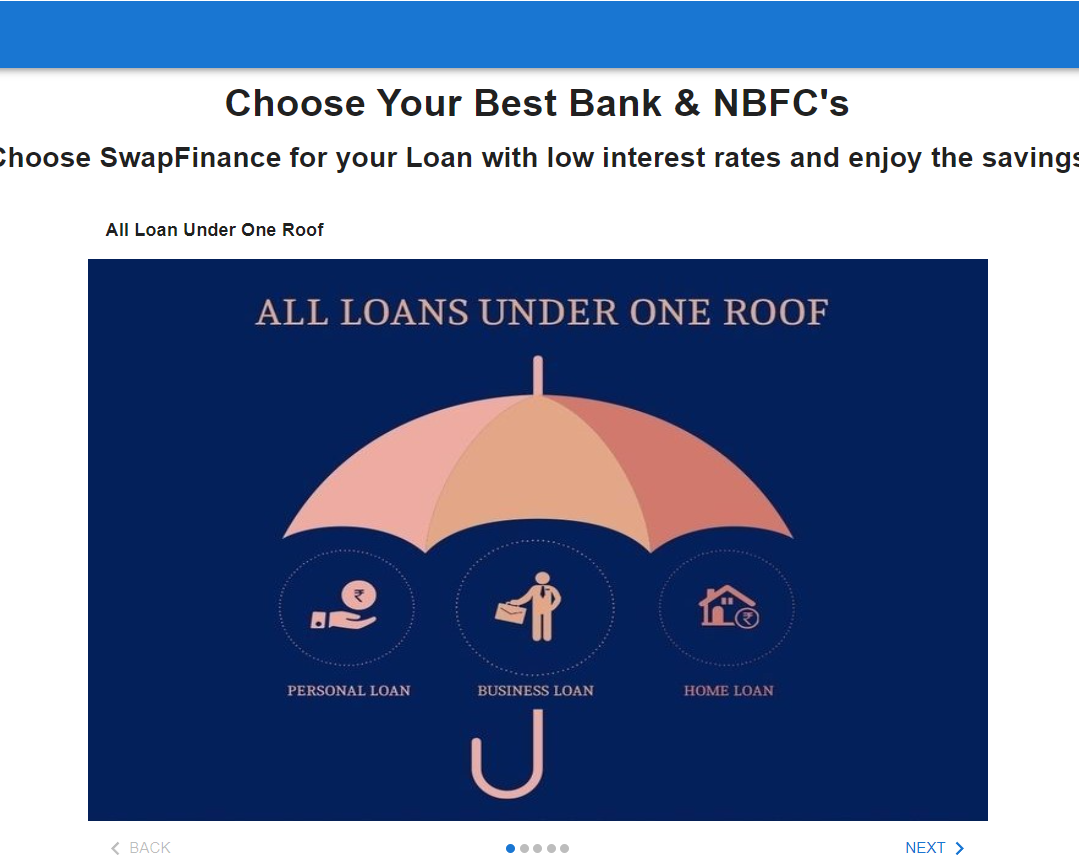 Choose Your Best Bank & NBFC's
Choose SwapFinance for your Loan with low interest rates and enjoy the savings
All Loan Under One Roof
ALL LOANS UNDER ONE ROOF
₹
₹
PERSONAL LOAN
BUSINESS LOAN
HOME LOAN
BACK
NEXT